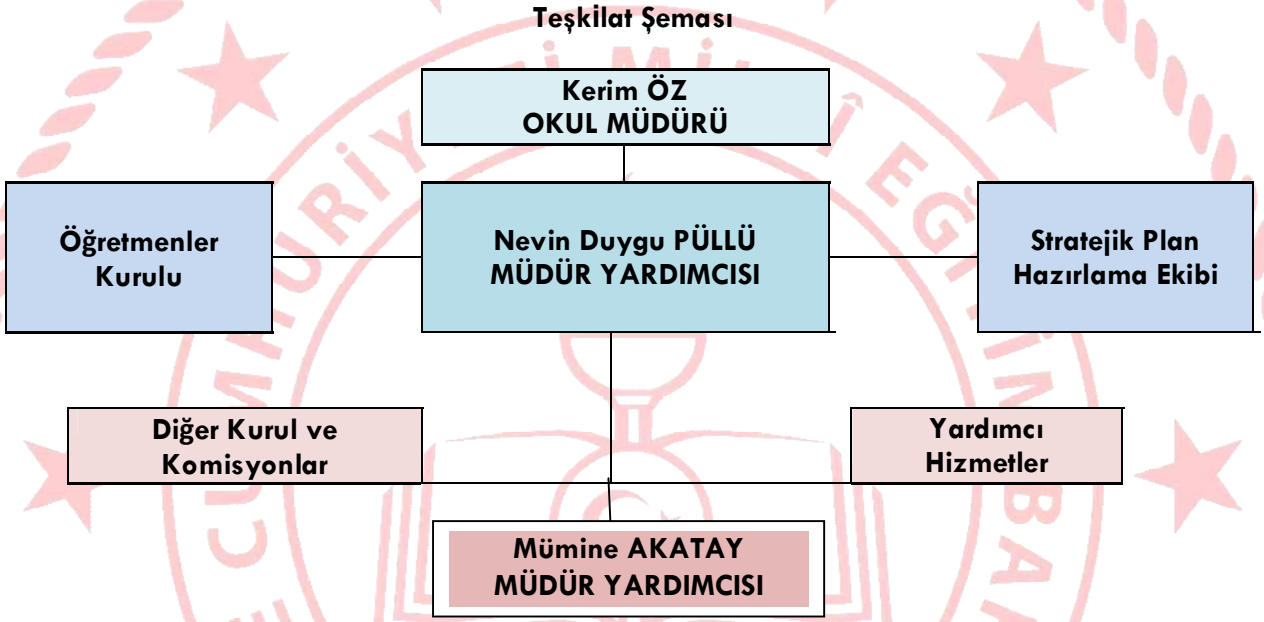 Teşkilat Şeması
Kerim ÖZ
OKUL MÜDÜRÜ
Öğretmenler
Kurulu
Nevin Duygu PÜLLÜ
MÜDÜR YARDIMCISI
Stratejik Plan
Hazırlama Ekibi
Diğer Kurul ve
Komisyonlar
Yardımcı
Hizmetler
Mümine AKATAY
MÜDÜR YARDIMCISI